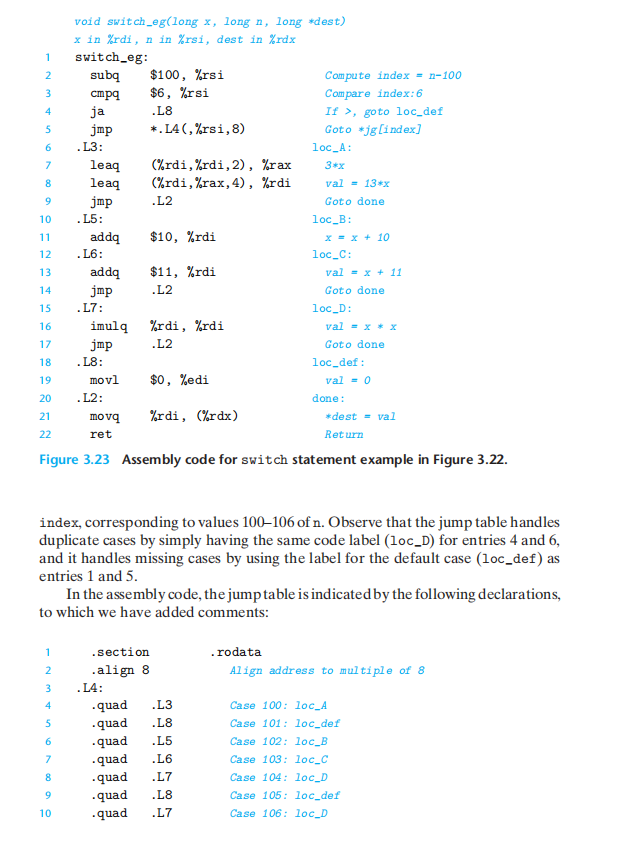 void switch_eg(long x, long n, long *dest)
x in %rdi, n in %rsi, dest in %rdx
1 switch_eg:
2 subq $100, %rsi Compute index = n-100
3 cmpq $6, %rsi Compare index:6
4 ja .L8 If >, goto loc_def
5 jmp *.L4(,%rsi,8) Goto *jg[index]
6 .L3: loc_A:
7 leaq (%rdi,%rdi,2), %rax 3*x
8 leaq (%rdi,%rax,4), %rdi val = 13*x
9 jmp .L2 Goto done
10 .L5: loc_B:
11 addq $10, %rdi x = x + 10
12 .L6: loc_C:
13 addq $11, %rdi val = x + 11
14 jmp .L2 Goto done
15 .L7: loc_D:
16 imulq %rdi, %rdi val = x * x
17 jmp .L2 Goto done
18 .L8: loc_def:
19 movl $0, %edi val = 0
20 .L2: done:
21 movq %rdi, (%rdx) *dest = val
22 ret Return
Figure 3.23 Assembly code for switch statement example in Figure 3.22.
index, corresponding to values 100–106 of n. Observe that the jump table handles
duplicate cases by simply having the same code label (loc_D) for entries 4 and 6,
and it handles missing cases by using the label for the default case (loc_def) as
entries 1 and 5.
In the assembly code, the jump table is indicated by the following declarations,
to which we have added comments:
1 .section .rodata
2 .align 8 Align address to multiple of 8
3 .L4:
4 .quad .L3 Case 100: loc_A
5 .quad .L8 Case 101: loc_def
6 .quad .L5 Case 102: loc_B
7 .quad .L6 Case 103: loc_C
8 .quad .L7 Case 104: loc_D
9 .quad .L8 Case 105: loc_def
10 .quad .L7 Case 106: loc_D